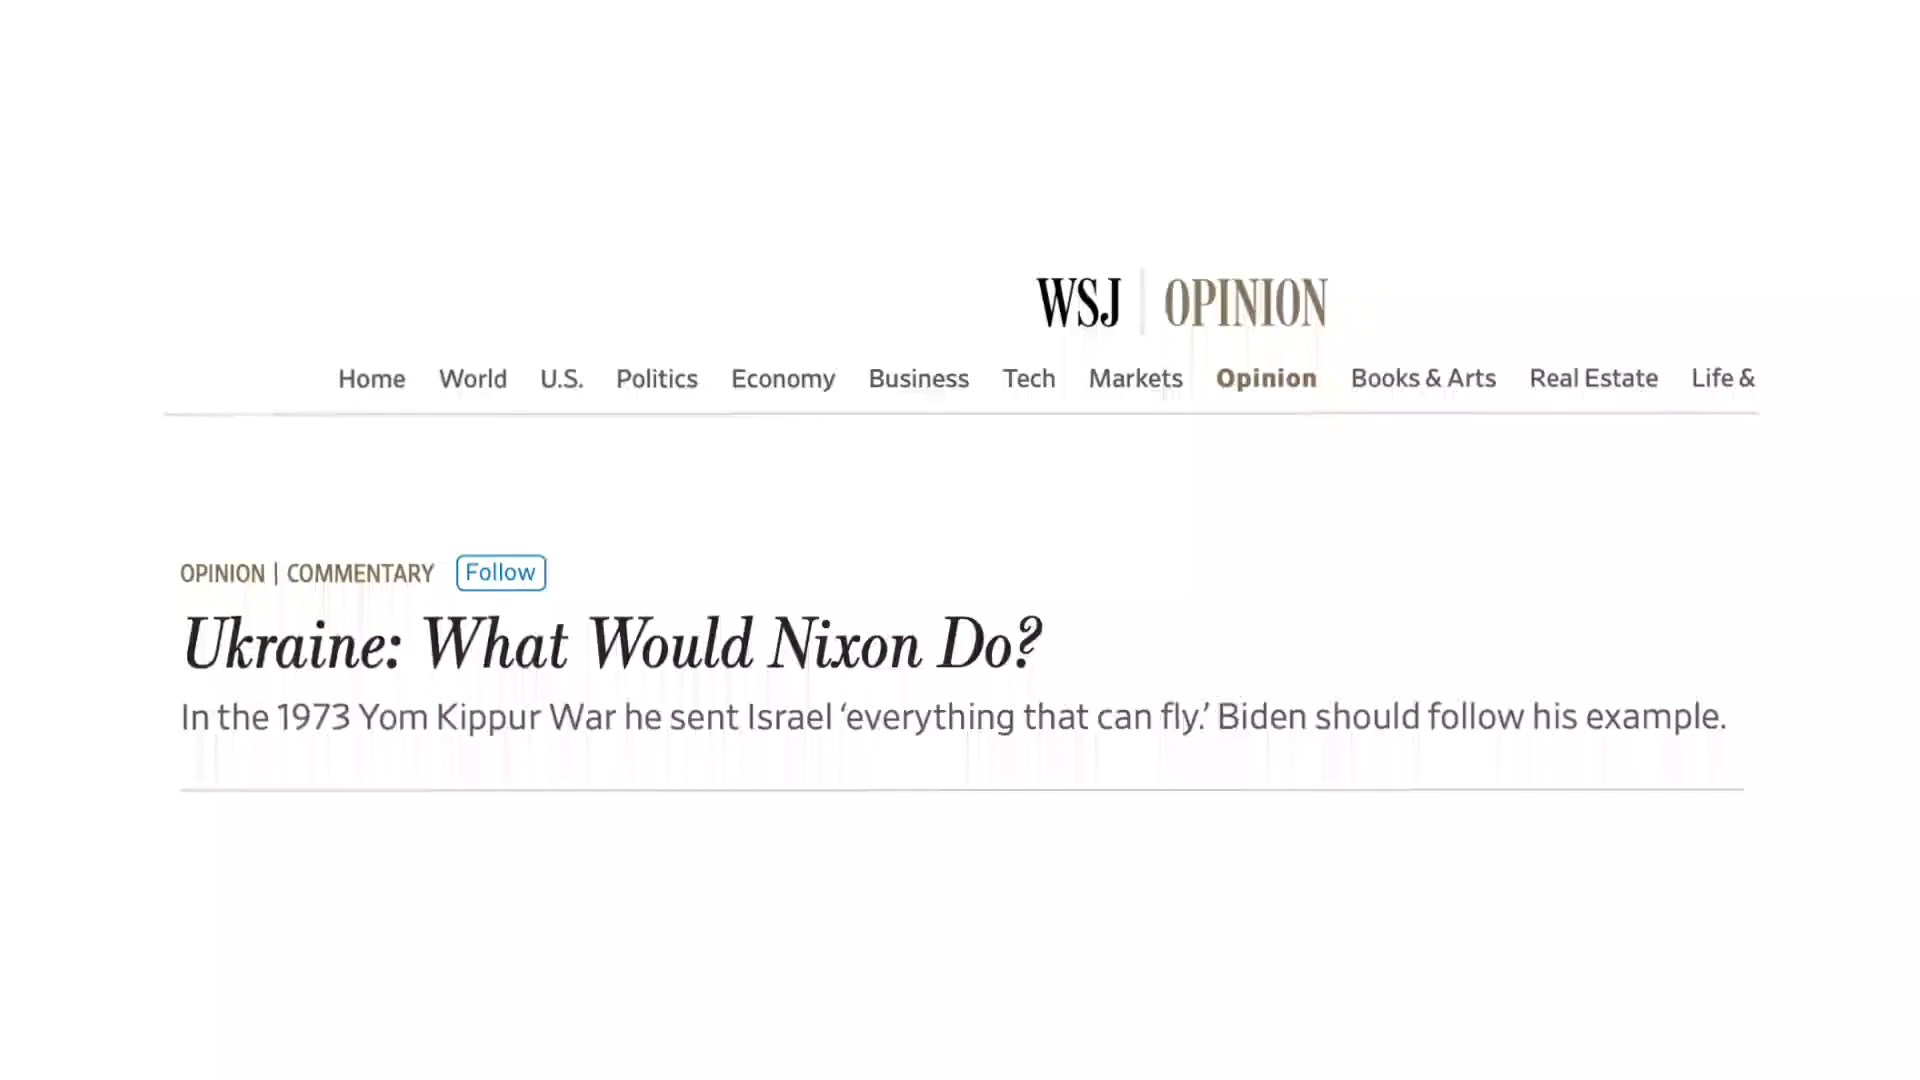 WSJ | OPINION
Home World U.S. Politics Economy Business Tech Markets Opinion Books & Arts Real Estate Life &
OPINION | COMMENTARY Follow
Ukraine: What Would Nixon Do?
In the 1973 Yom Kippur War he sent Israel ‘everything that can fly.’ Biden should follow his example.